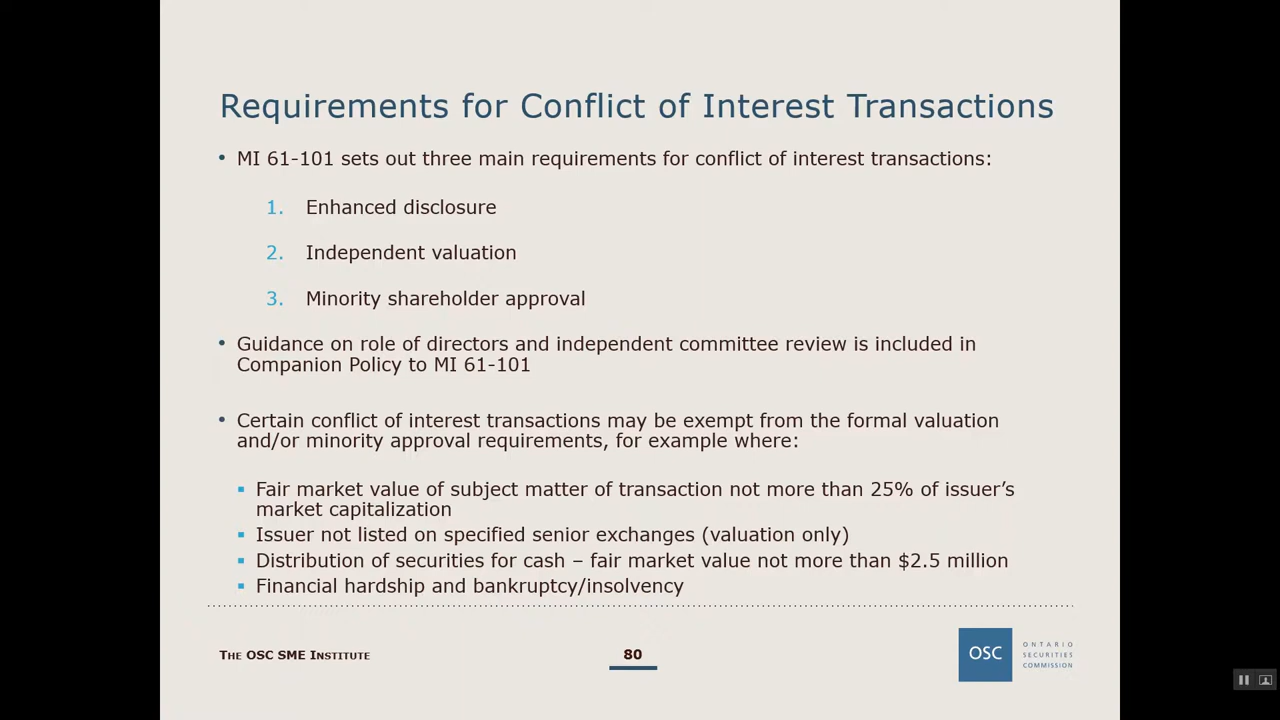 Requirements for Conflict of Interest Transactions
• MI 61-101 sets out three main requirements for conflict of interest transactions:
1. Enhanced disclosure
2. Independent valuation
3. Minority shareholder approval
• Guidance on role of directors and independent committee review is included in
Companion Policy to MI 61-101
• Certain conflict of interest transactions may be exempt from the formal valuation
and/or minority approval requirements, for example where:
▪ Fair market value of subject matter of transaction not more than 25% of issuer’s
market capitalization
▪ Issuer not listed on specified senior exchanges (valuation only)
▪ Distribution of securities for cash – fair market value not more than $2.5 million
▪ Financial hardship and bankruptcy/insolvency
THE OSC SME INSTITUTE
80
OSC
ONTARIO
SECURITIES
COMMISSION